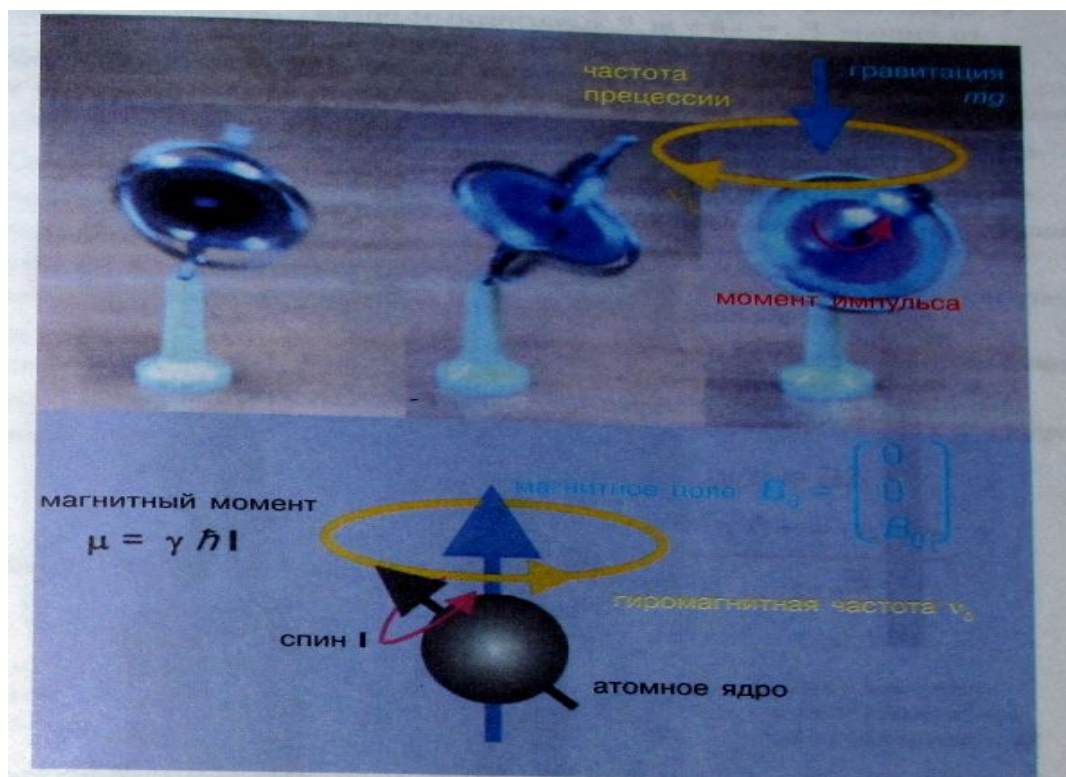 частота
прецессии
гравитация
mg
момент импульса
магнитный момент
μ = γ ℏ I
магнитное поле B₀ =
0
0
B₀
гиромагнитная частота ν₀
спин I
атомное ядро